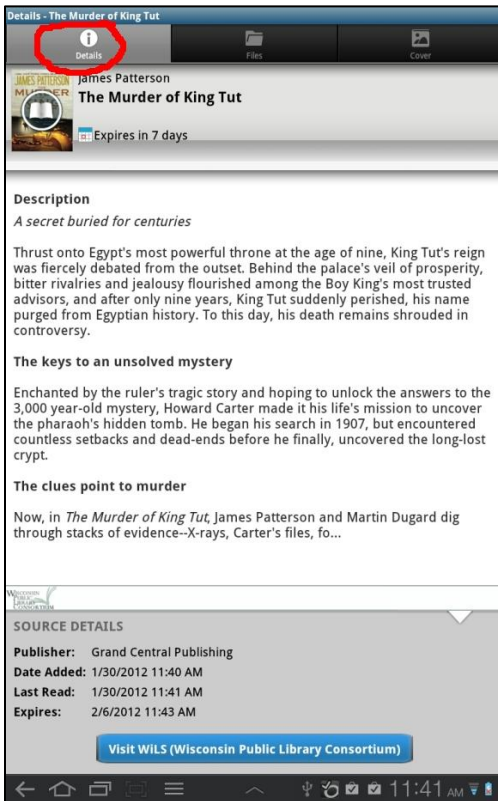 Details - The Murder of King Tut
Details
Files
Cover
JAMES PATTERSON
MURDER
James Patterson
The Murder of King Tut
Expires in 7 days
Description
A secret buried for centuries
Thrust onto Egypt's most powerful throne at the age of nine, King Tut's reign
was fiercely debated from the outset. Behind the palace's veil of prosperity,
bitter rivalries and jealousy flourished among the Boy King's most trusted
advisors, and after only nine years, King Tut suddenly perished, his name
purged from Egyptian history. To this day, his death remains shrouded in
controversy.
The keys to an unsolved mystery
Enchanted by the ruler's tragic story and hoping to unlock the answers to the
3,000 year-old mystery, Howard Carter made it his life's mission to uncover
the pharaoh's hidden tomb. He began his search in 1907, but encountered
countless setbacks and dead-ends before he finally, uncovered the long-lost
crypt.
The clues point to murder
Now, in The Murder of King Tut, James Patterson and Martin Dugard dig
through stacks of evidence--X-rays, Carter's files, fo...
WISCONSIN
PUBLIC
LIBRARY
CONSORTIUM
SOURCE DETAILS
Publisher: Grand Central Publishing
Date Added: 1/30/2012 11:40 AM
Last Read: 1/30/2012 11:41 AM
Expires: 2/6/2012 11:43 AM
Visit WiLS (Wisconsin Public Library Consortium)
11:41 AM